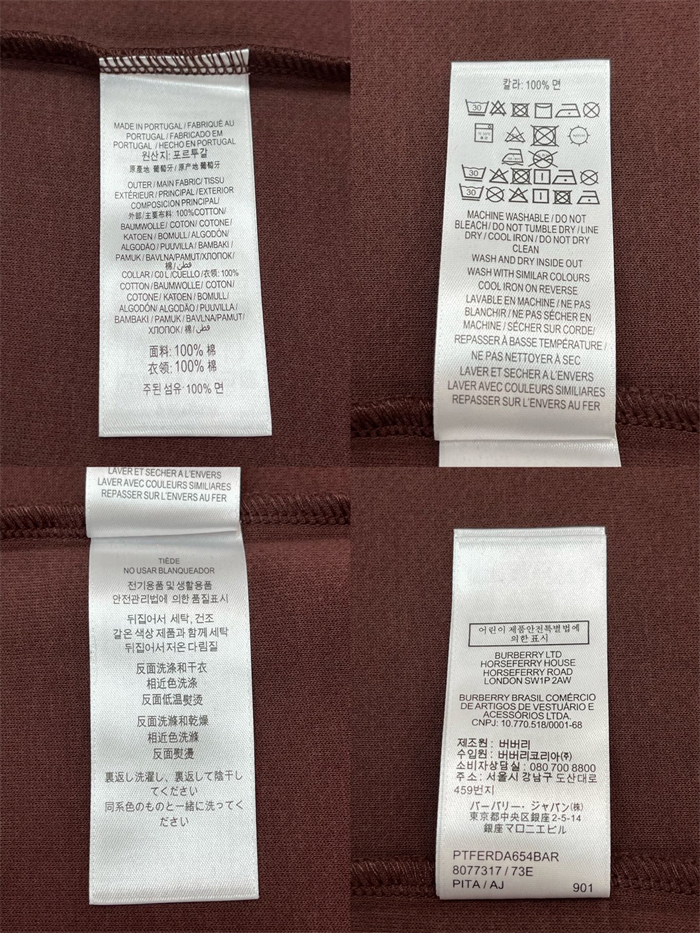 MADE IN PORTUGAL / FABRIQUÉ AU
PORTUGAL / FABRICADO EM
PORTUGAL / HECHO EN PORTUGAL
원산지: 포르투갈
原產地 葡萄牙 / 原产地 葡萄牙
OUTER / MAIN FABRIC/ TISSU
EXTÉRIEUR / PRINCIPAL / EXTERIOR
COMPOSICION PRINCIPAL/
外部/主要布料: 100%COTTON/
BAUMWOLLE / COTON/ COTONE/
KATOEN / BOMULL/ ALGODÓN/
ALGODÃO / PUUVILLA / BAMBAKI /
PAMUK / BAVLNA/PAMUT/ХЛОПОК/
棉/ قطن/
COLLAR / COL /CUELLO /衣领: 100%
COTTON/BAUMWOLLE/ COTON/
COTONE / KATOEN / BOMULL/
ALGODÓN/ ALGODÃO / PUUVILLA /
BAMBAKI / PAMUK / BAVLNA/PAMUT/
ХЛОПОК/ 棉/ قطن/
面料: 100% 棉
衣领: 100% 棉
주된 섬유: 100% 면
칼라: 100% 면
30
30
30
MACHINE WASHABLE / DO NOT
BLEACH / DO NOT TUMBLE DRY / LINE
DRY / COOL IRON / DO NOT DRY
CLEAN
WASH AND DRY INSIDE OUT
WASH WITH SIMILAR COLOURS
COOL IRON ON REVERSE
LAVABLE EN MACHINE / NE PAS
BLANCHIR / NE PAS SÉCHER EN
MACHINE / SÉCHER SUR CORDE/
REPASSER À BASSE TEMPÉRATURE /
NE PAS NETTOYER À SEC
LAVER ET SÉCHER A L'ENVERS
LAVER AVEC COULEURS SIMILIARES
REPASSER SUR L'ENVERS AU FER
LAVER ET SÉCHER A L'ENVERS
LAVER AVEC COULEURS SIMILIARES
REPASSER SUR L'ENVERS AU FER
TIÈDE
NO USAR BLANQUEADOR
전기용품 및 생활용품
안전관리법에 의한 품질표시
뒤집어서 세탁, 건조
같은 색상 제품과 함께 세탁
뒤집어서 저온 다림질
反面洗涤和干衣
相近色洗涤
反面低温熨烫
反面洗滌和乾燥
相近色洗滌
反面熨燙
裏返し洗濯し、裏返して陰干し
てください
同系色のものと一緒に洗ってく
ださい
어린이 제품안전특별법에
의한 표시
BURBERRY LTD
HORSEFERRY HOUSE
HORSEFERRY ROAD
LONDON SW1P 2AW
BURBERRY BRASIL COMÉRCIO
DE ARTIGOS DE VESTUÁRIO E
ACESSÓRIOS LTDA.
CNPJ: 10.770.518/0001-68
제조원 : 버버리
수입원 : 버버리코리아(주)
소비자상담실 : 080 700 8800
주소 : 서울시 강남구 도산대로
459번지
バーバリー・ジャパン(株)
東京都中央区銀座2-5-14
銀座マロニエビル
PTFERDA654BAR
8077317 / 73E
PITA / AJ 901